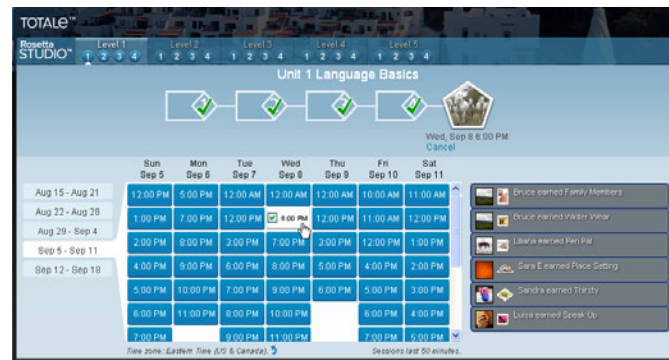 TOTALe™
Rosetta STUDIO™
Level 1 Level 2 Level 3 Level 4 Level 5
1 2 3 4 1 2 3 4 1 2 3 4 1 2 3 4 1 2 3 4
Unit 1 Language Basics
Wed, Sep 8 6:00 PM
Cancel
Sun Mon Tue Wed Thu Fri Sat
Sep 5 Sep 6 Sep 7 Sep 8 Sep 9 Sep 10 Sep 11
Aug 15 - Aug 21
Aug 22 - Aug 28
Aug 29 - Sep 4
Sep 5 - Sep 11
Sep 12 - Sep 18
12:00 PM 5:00 PM 12:00 AM 12:00 AM 12:00 AM 10:00 AM 11:00 AM
1:00 PM 7:00 PM 12:00 PM 6:00 PM 12:00 PM 11:00 AM 12:00 PM
2:00 PM 8:00 PM 3:00 PM 7:00 PM 3:00 PM 12:00 PM 1:00 PM
4:00 PM 9:00 PM 6:00 PM 8:00 PM 5:00 PM 4:00 PM 2:00 PM
5:00 PM 10:00 PM 7:00 PM 9:00 PM 6:00 PM 5:00 PM 3:00 PM
6:00 PM 11:00 PM 8:00 PM 10:00 PM 6:00 PM 4:00 PM
7:00 PM 9:00 PM 11:00 PM 7:00 PM 5:00 PM
Bruce earned Family Members
Bruce earned Winter Wear
Liliana earned Pen Pal
Sara E earned Place Setting
Sandra earned Thirsty
Luisa earned Speak Up
Time zone: Eastern Time (US & Canada). Sessions last 50 minutes.